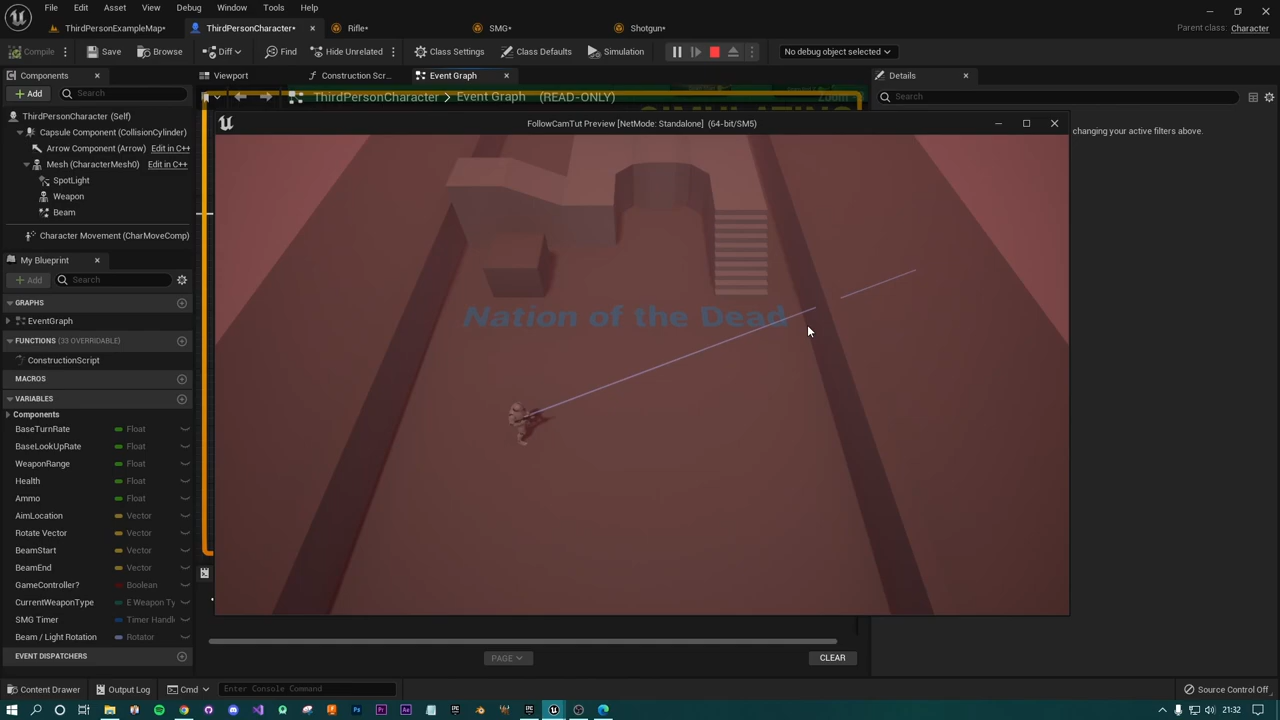 File Edit Asset View Debug Window Tools Help
ThirdPersonExampleMap* ThirdPersonCharacter* Rifle* SMG* Shotgun* Parent class: Character
Compile Save Browse Diff Find Hide Unrelated Class Settings Class Defaults Simulation No debug object selected
Components Viewport Construction Scr... Event Graph Details
+ Add Search ThirdPersonCharacter > Event Graph (READ-ONLY) Zoom Search
SIMULATING
ThirdPersonCharacter (Self)
FollowCamTut Preview [NetMode: Standalone] (64-bit/SM5)
Capsule Component (CollisionCylinder) changing your active filters above.
Arrow Component (Arrow) Edit in C++
Mesh (CharacterMesh0) Edit in C++
SpotLight
Weapon
Beam
Character Movement (CharMoveComp)
My Blueprint
+ Add Search
GRAPHS
EventGraph
Nation of the Dead
FUNCTIONS (33 OVERRIDABLE)
ConstructionScript
MACROS
VARIABLES
Components
BaseTurnRate Float
BaseLookUpRate Float
WeaponRange Float
Health Float
Ammo Float
AimLocation Vector
Rotate Vector Vector
BeamStart Vector
BeamEnd Vector
GameController? Boolean
CurrentWeaponType E Weapon Ty
SMG Timer Timer Handl
Beam / Light Rotation Rotator
EVENT DISPATCHERS
PAGE CLEAR
Content Drawer Output Log Cmd Enter Console Command Source Control Off
21:32